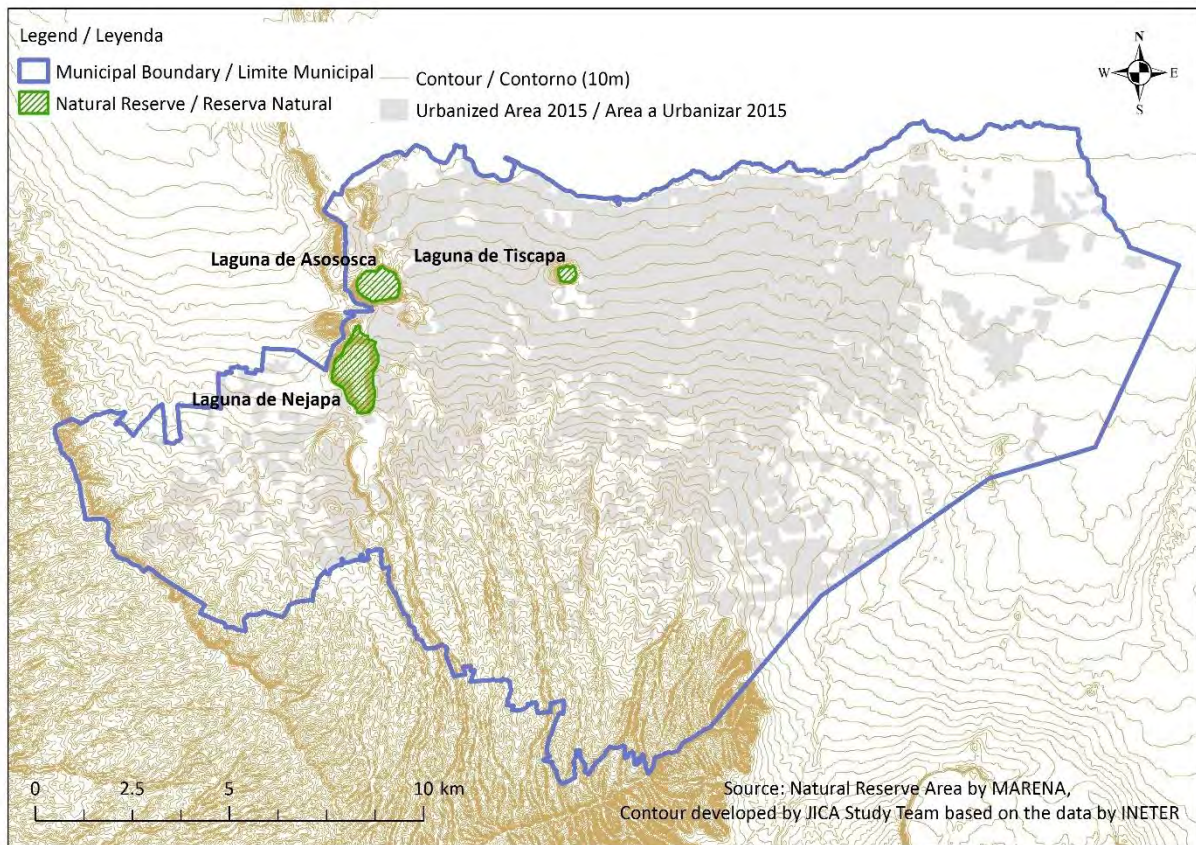 Legend / Leyenda
Municipal Boundary / Limite Municipal
Natural Reserve / Reserva Natural
Contour / Contorno (10m)
Urbanized Area 2015 / Area a Urbanizar 2015
N
W
E
S
Laguna de Asososca
Laguna de Tiscapa
Laguna de Nejapa
0 2.5 5 10 km
Source: Natural Reserve Area by MARENA,
Contour developed by JICA Study Team based on the data by INETER